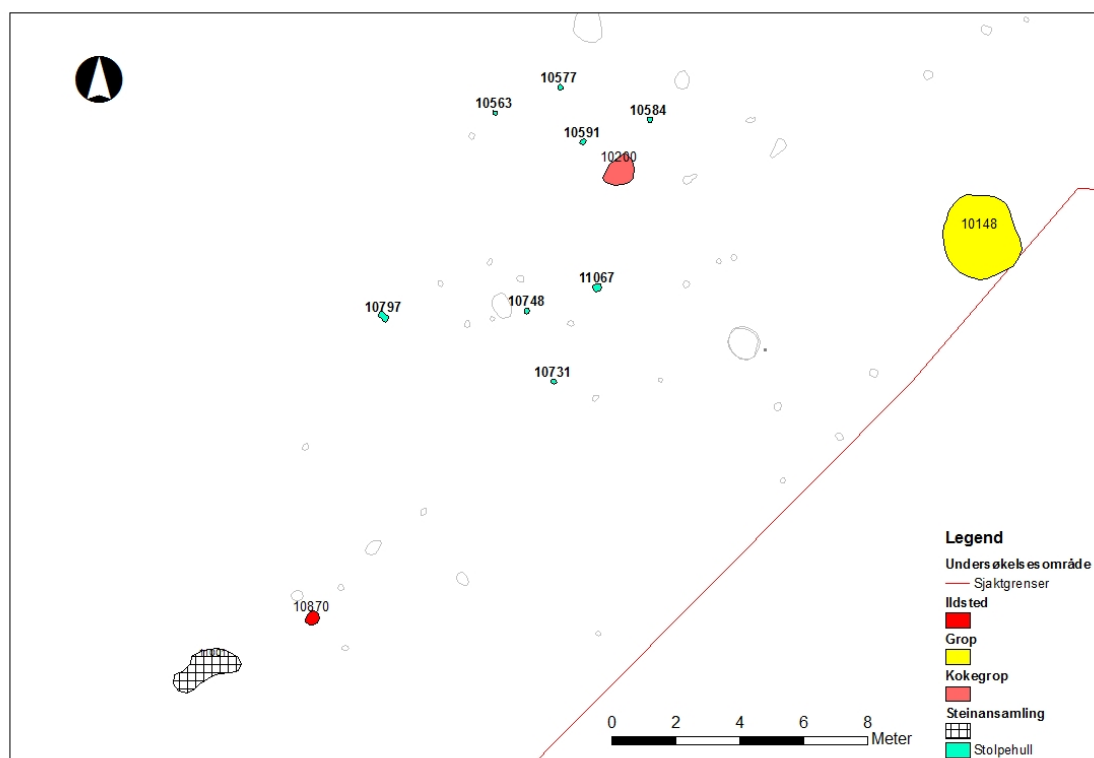 10577
10563
10584
10591
10200
10148
11067
10748
10797
10731
10870
Legend
Undersøkelsesområde
Sjaktgrenser
Ildsted
Grop
Kokegrop
Steinansamling
Stolpehull
0 2 4 6 8
Meter